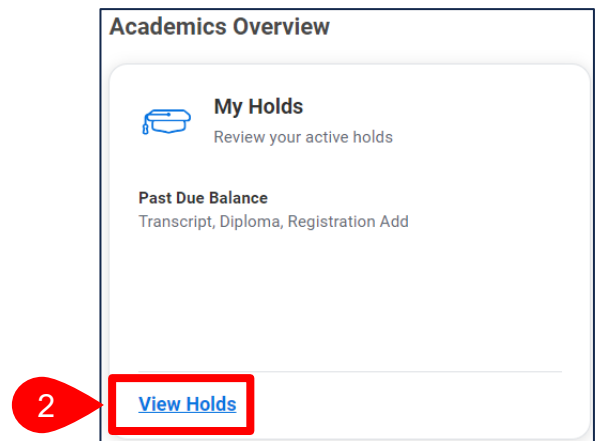 Academics Overview
My Holds
Review your active holds
Past Due Balance
Transcript, Diploma, Registration Add
2
View Holds